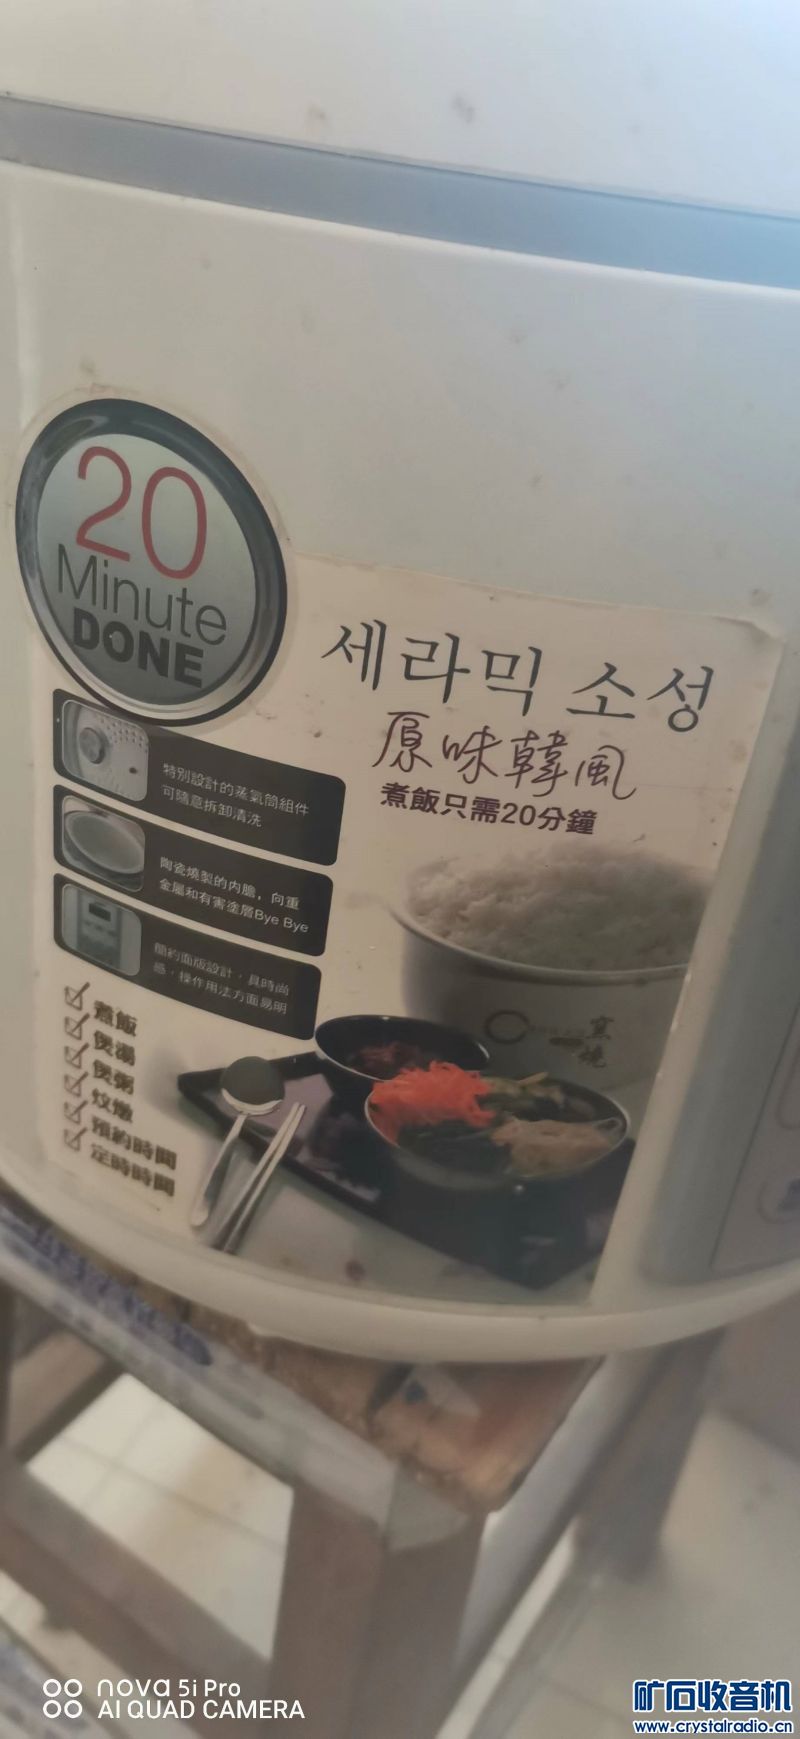 20
Minute
DONE
세라믹 소성
原味韓風
煮飯只需20分鐘
特別設計的蒸氣筒組件
可隨意拆卸清洗
陶瓷燒製的内膽，向重
金屬和有害塗層Bye Bye
簡約面版設計，具時尚
感，操作用法方面易明
煮飯
煲湯
煲粥
炆燉
預約時間
定時時間
窯燒
nova 5i Pro
AI QUAD CAMERA
矿石收音机
www.crystalradio.cn